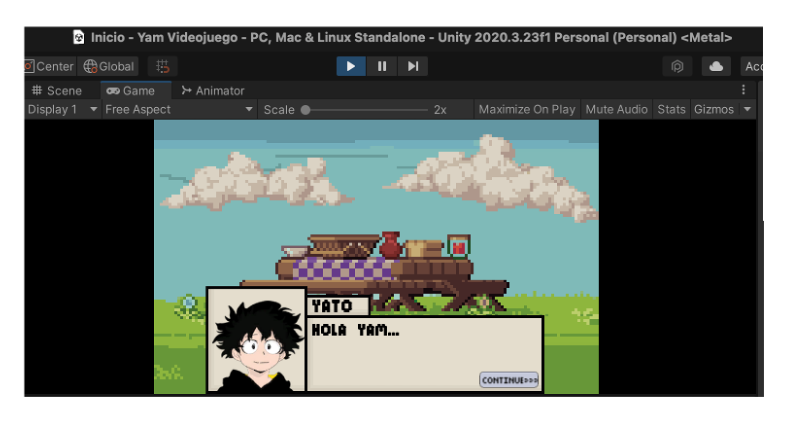 Inicio - Yam Videojuego - PC, Mac & Linux Standalone - Unity 2020.3.23f1 Personal (Personal) <Metal>
Center Global Acc
Scene Game Animator
Display 1 Free Aspect Scale 2x Maximize On Play Mute Audio Stats Gizmos
YATO
HOLA YAM...
CONTINUE>>>